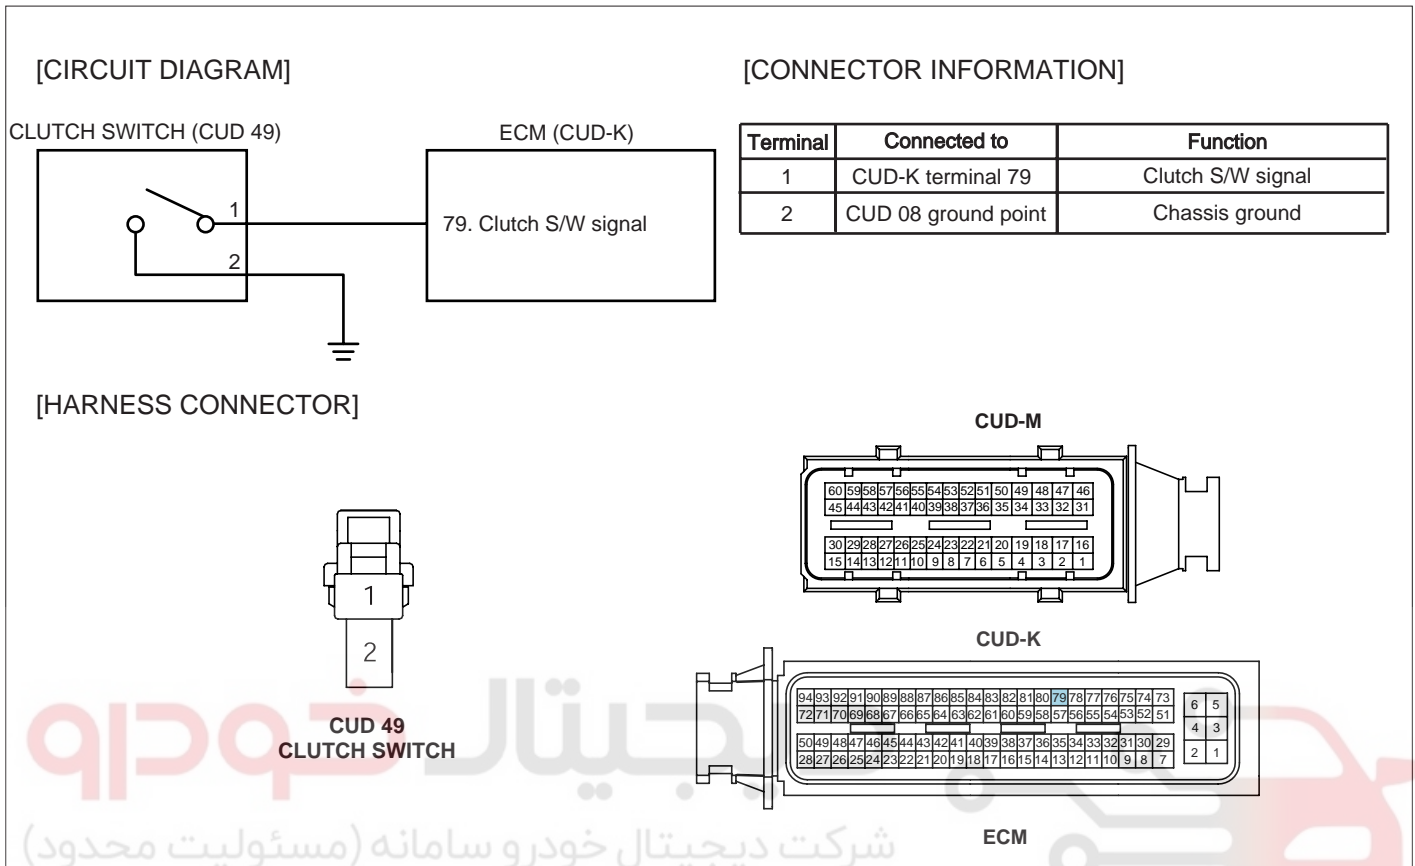 [CIRCUIT DIAGRAM]
CLUTCH SWITCH (CUD 49)
ECM (CUD-K)
1
2
79. Clutch S/W signal
[CONNECTOR INFORMATION]
Terminal Connected to Function
1 CUD-K terminal 79 Clutch S/W signal
2 CUD 08 ground point Chassis ground
[HARNESS CONNECTOR]
1
2
CUD 49
CLUTCH SWITCH
CUD-M
60 59 58 57 56 55 54 53 52 51 50 49 48 47 46
45 44 43 42 41 40 39 38 37 36 35 34 33 32 31
30 29 28 27 26 25 24 23 22 21 20 19 18 17 16
15 14 13 12 11 10 9 8 7 6 5 4 3 2 1
CUD-K
94 93 92 91 90 89 88 87 86 85 84 83 82 81 80 79 78 77 76 75 74 73
72 71 70 69 68 67 66 65 64 63 62 61 60 59 58 57 56 55 54 53 52 51
50 49 48 47 46 45 44 43 42 41 40 39 38 37 36 35 34 33 32 31 30 29
28 27 26 25 24 23 22 21 20 19 18 17 16 15 14 13 12 11 10 9 8 7
6 5
4 3
2 1
ECM
دیجیتال خودرو
شرکت دیجیتال خودرو سامانه (مسئولیت محدود)